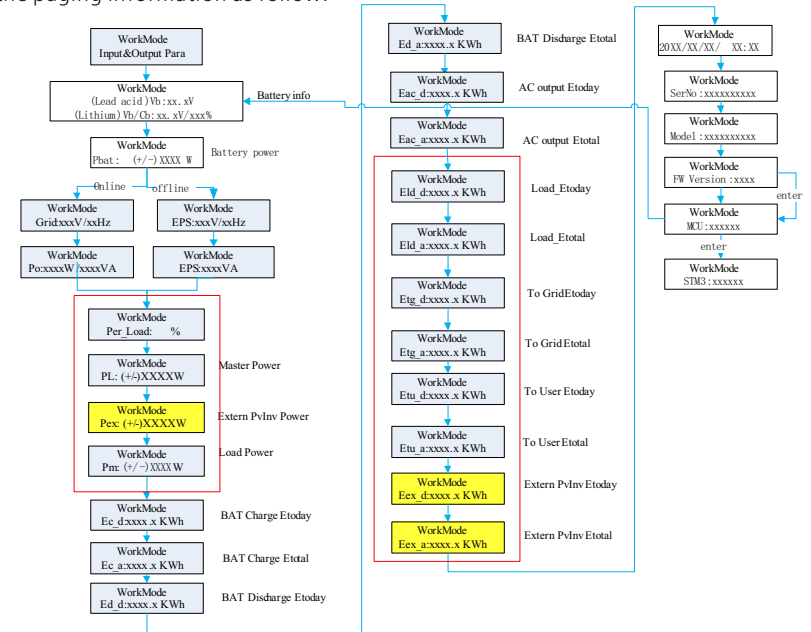 the paging information as follow:
WorkMode
Input&Output Para
WorkMode
(Lead acid) Vb:xx. xV
(Lithium) Vb/Cb:xx. xV/xxx%
Battery info
WorkMode
Pbat: (+/-) XXXX W
Battery power
Online
offline
WorkMode
Grid:xxxV/xxHz
WorkMode
EPS:xxxV/xxHz
WorkMode
Po:xxxxW/xxxxVA
WorkMode
EPS:xxxxVA
WorkMode
Per_Load: %
WorkMode
PL: (+/-)XXXXW
Master Power
WorkMode
Pex: (+/-)XXXXW
Extern PvInv Power
WorkMode
Pm: (+/-) XXXX W
Load Power
WorkMode
Ec_d:xxxx.x KWh
BAT Charge Etoday
WorkMode
Ec_a:xxxx.x KWh
BAT Charge Etotal
WorkMode
Ed_d:xxxx.x KWh
BAT Disharge Etoday
WorkMode
Ed_a:xxxx.x KWh
BAT Disharge Etotal
WorkMode
Eac_d:xxxx.x KWh
AC output Etoday
WorkMode
Eac_a:xxxx.x KWh
AC output Etotal
WorkMode
Eld_d:xxxx.x KWh
Load_Etoday
WorkMode
Eld_a:xxxx.x KWh
Load_Etotal
WorkMode
Etg_d:xxxx.x KWh
To Grid Etoday
WorkMode
Etg_a:xxxx.x KWh
To Grid Etotal
WorkMode
Etu_d:xxxx.x KWh
To User Etoday
WorkMode
Etu_a:xxxx.x KWh
To User Etotal
WorkMode
Eex_d:xxxx.x KWh
Extern PvInv Etoday
WorkMode
Eex_a:xxxx.x KWh
Extern PvInv Etotal
WorkMode
20XX/XX/XX/ XX:XX
WorkMode
SerNo:xxxxxxxxxx
WorkMode
Model:xxxxxxxxxx
WorkMode
FW Version:xxxx
enter
WorkMode
MCU:xxxxxx
enter
WorkMode
STM3:xxxxxx